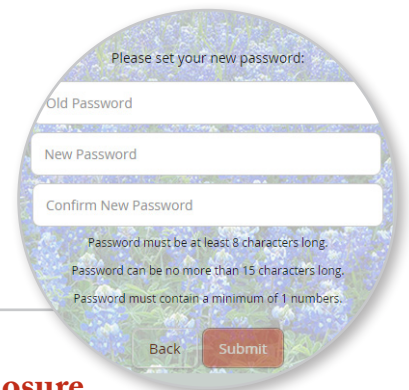 Please set your new password:
Old Password
New Password
Confirm New Password
Password must be at least 8 characters long.
Password can be no more than 15 characters long.
Password must contain a minimum of 1 numbers.
Back Submit